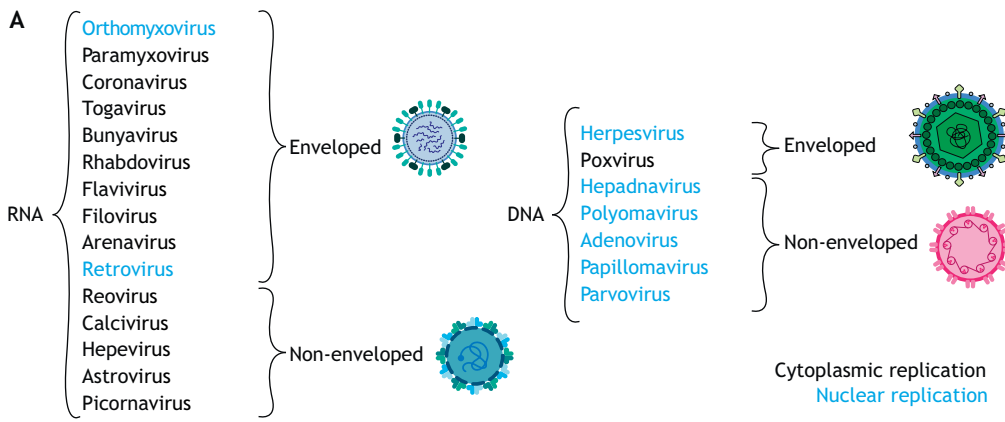 A
RNA
Orthomyxovirus
Paramyxovirus
Coronavirus
Togavirus
Bunyavirus
Rhabdovirus
Flavivirus
Filovirus
Arenavirus
Retrovirus
Reovirus
Calcivirus
Hepevirus
Astrovirus
Picornavirus
Enveloped
Non-enveloped
DNA
Herpesvirus
Poxvirus
Hepadnavirus
Polyomavirus
Adenovirus
Papillomavirus
Parvovirus
Enveloped
Non-enveloped
Cytoplasmic replication
Nuclear replication